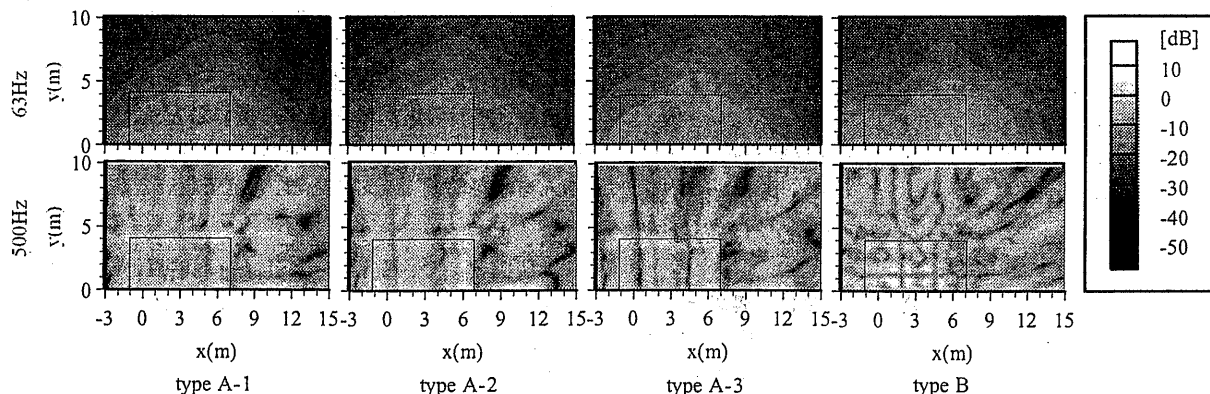 63Hz
y(m)
10
5
0
500Hz
y(m)
10
5
0
-3 0 3 6 9 12 15
-3 0 3 6 9 12 15
-3 0 3 6 9 12 15
-3 0 3 6 9 12 15
x(m) x(m) x(m) x(m)
type A-1 type A-2 type A-3 type B
[dB]
10
0
-10
-20
-30
-40
-50